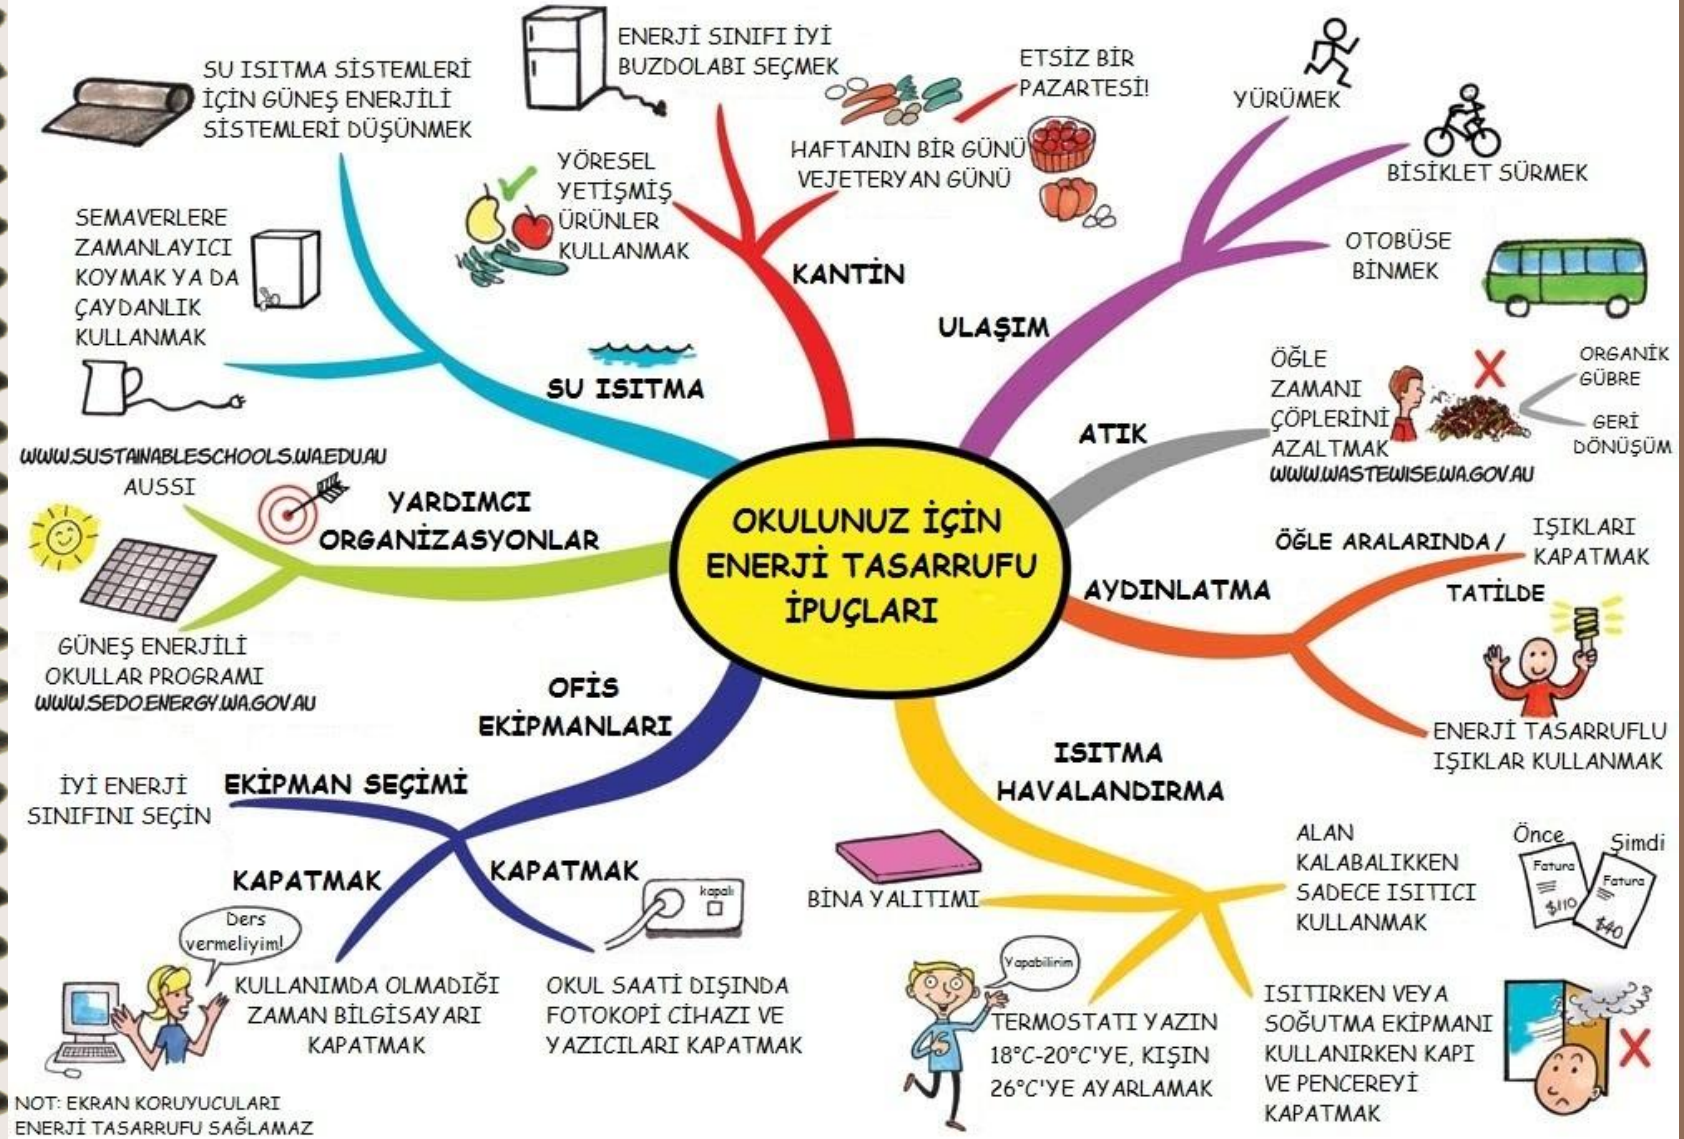 SU ISITMA SİSTEMLERİ
İÇİN GÜNEŞ ENERJİLİ
SİSTEMLERİ DÜŞÜNMEK
SEMAVERLERE
ZAMANLAYICI
KOYMAK YA DA
ÇAYDANLIK
KULLANMAK
SU ISITMA
ENERJİ SINIFI İYİ
BUZDOLABI SEÇMEK
YÖRESEL
YETİŞMİŞ
ÜRÜNLER
KULLANMAK
ETSİZ BİR
PAZARTESİ!
HAFTANIN BİR GÜNÜ
VEJETERYAN GÜNÜ
KANTİN
YÜRÜMEK
BİSİKLET SÜRMEK
OTOBÜSE
BİNMEK
ULAŞIM
ATIK
ÖĞLE
ZAMANI
ÇÖPLERİNİ
AZALTMAK
WWW.WASTEWISE.WA.GOV.AU
ORGANİK
GÜBRE
GERİ
DÖNÜŞÜM
WWW.SUSTAINABLESCHOOLS.WA.EDU.AU
AUSSI
YARDIMCI
ORGANİZASYONLAR
GÜNEŞ ENERJİLİ
OKULLAR PROGRAMI
WWW.SEDO.ENERGY.WA.GOV.AU
OKULUNUZ İÇİN
ENERJİ TASARRUFU
İPUÇLARI
AYDINLATMA
ÖĞLE ARALARINDA /
TATİLDE
IŞIKLARI
KAPATMAK
ENERJİ TASARRUFLU
IŞIKLAR KULLANMAK
OFİS
EKİPMANLARI
EKİPMAN SEÇİMİ
İYİ ENERJİ
SINIFINI SEÇİN
KAPATMAK
Ders
vermeliyim!
KULLANIMDA OLMADIĞI
ZAMAN BİLGİSAYARI
KAPATMAK
KAPATMAK
kapalı
OKUL SAATİ DIŞINDA
FOTOKOPİ CİHAZI VE
YAZICILARI KAPATMAK
NOT: EKRAN KORUYUCULARI
ENERJİ TASARRUFU SAĞLAMAZ
ISITMA
HAVALANDIRMA
BİNA YALITIMI
Yapabilirim
TERMOSTATI YAZIN
18°C-20°C'YE, KIŞIN
26°C'YE AYARLAMAK
ALAN
KALABALIKKEN
SADECE ISITICI
KULLANMAK
Önce
Fatura
$110
Şimdi
Fatura
$40
ISITIRKEN VEYA
SOĞUTMA EKİPMANI
KULLANIRKEN KAPI
VE PENCEREYİ
KAPATMAK